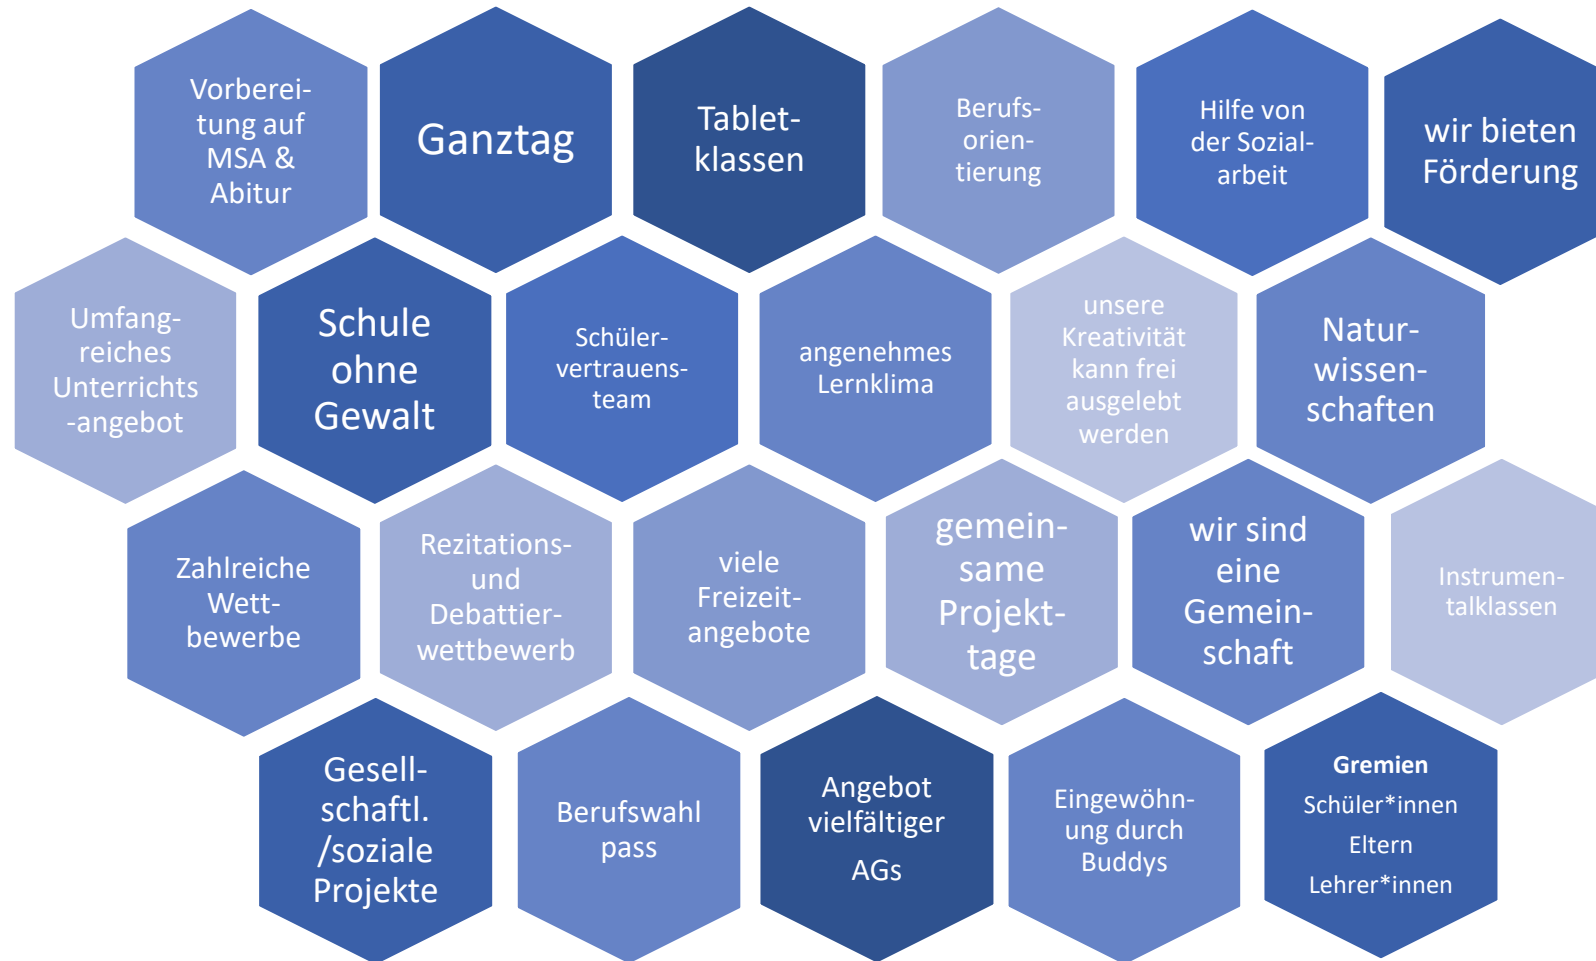 Vorberei-
tung auf
MSA &
Abitur
Ganztag
Tablet-
klassen
Berufs-
orien-
tierung
Hilfe von
der Sozial-
arbeit
wir bieten
Förderung
Umfang-
reiches
Unterrichts
-angebot
Schule
ohne
Gewalt
Schüler-
vertrauens-
team
angenehmes
Lernklima
unsere
Kreativität
kann frei
ausgelebt
werden
Natur-
wissen-
schaften
Zahlreiche
Wett-
bewerbe
Rezitations-
und
Debattier-
wettbewerb
viele
Freizeit-
angebote
gemein-
same
Projekt-
tage
wir sind
eine
Gemein-
schaft
Instrumen-
talklassen
Gesell-
schaftl.
/soziale
Projekte
Berufswahl
pass
Angebot
vielfältiger
AGs
Eingewöhn-
ung durch
Buddys
Gremien
Schüler*innen
Eltern
Lehrer*innen